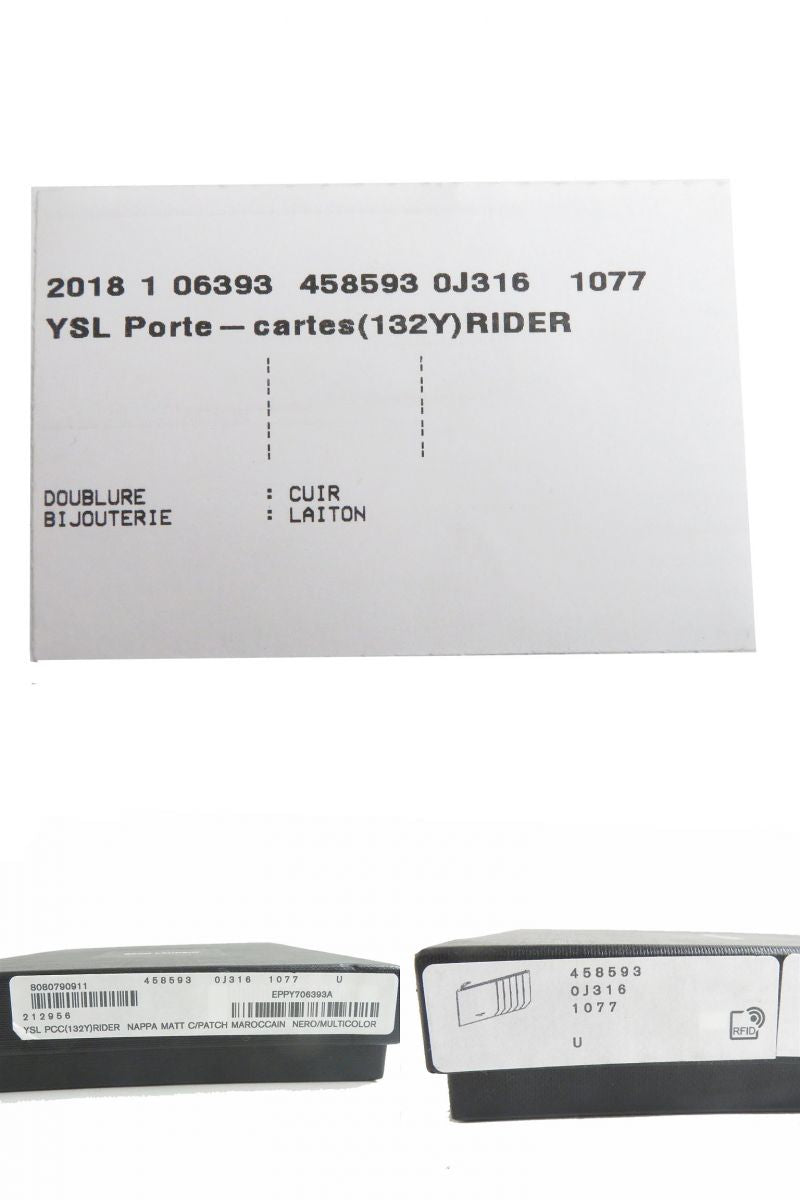 2018 1 06393 458593 0J316 1077
YSL Porte—cartes(132Y)RIDER
DOUBLURE : CUIR
BIJOUTERIE : LAITON
8080790911 458593 0J316 1077 U
EPPY706393A
212956
YSL PCC(132Y)RIDER NAPPA MATT C/PATCH MAROCCAIN NERO/MULTICOLOR
458593
0J316
1077
U
RFID